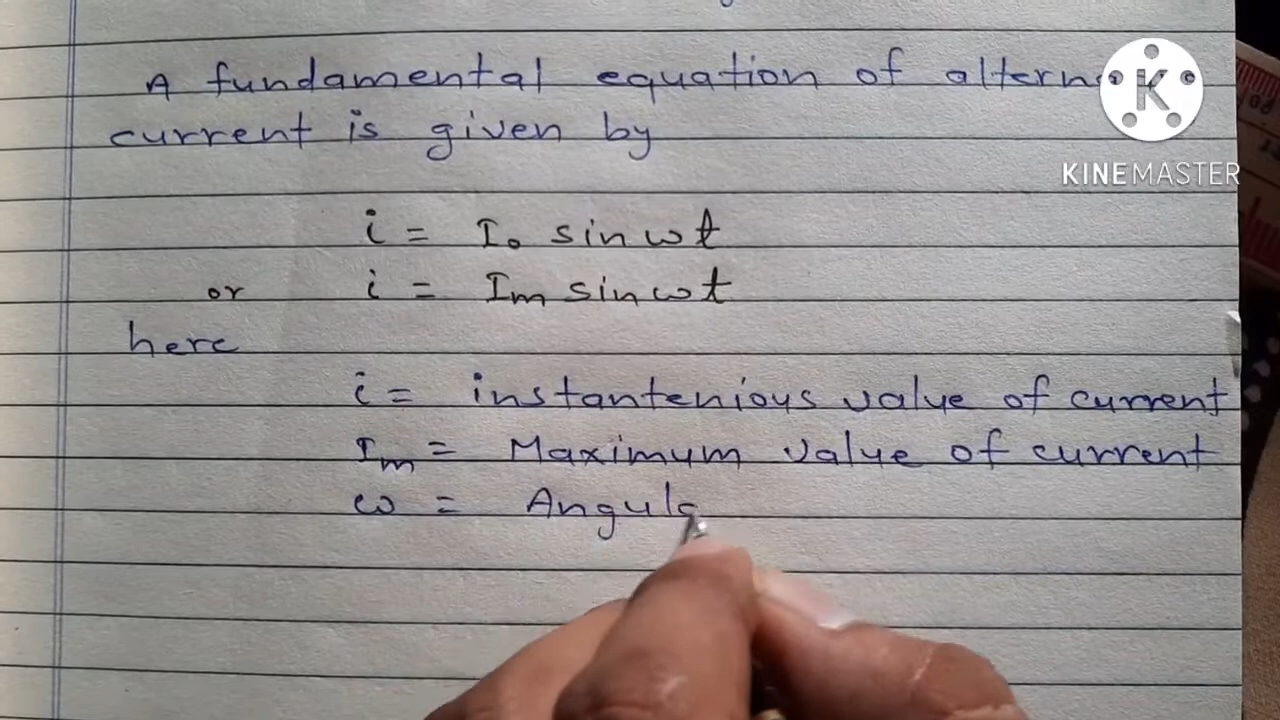 A fundamental equation of altern
current is given by
i = I₀ sin ωt
or i = Im sin ωt
here
i = instantenious value of current
Im = Maximum value of current
ω = Angula
K
KINEMASTER